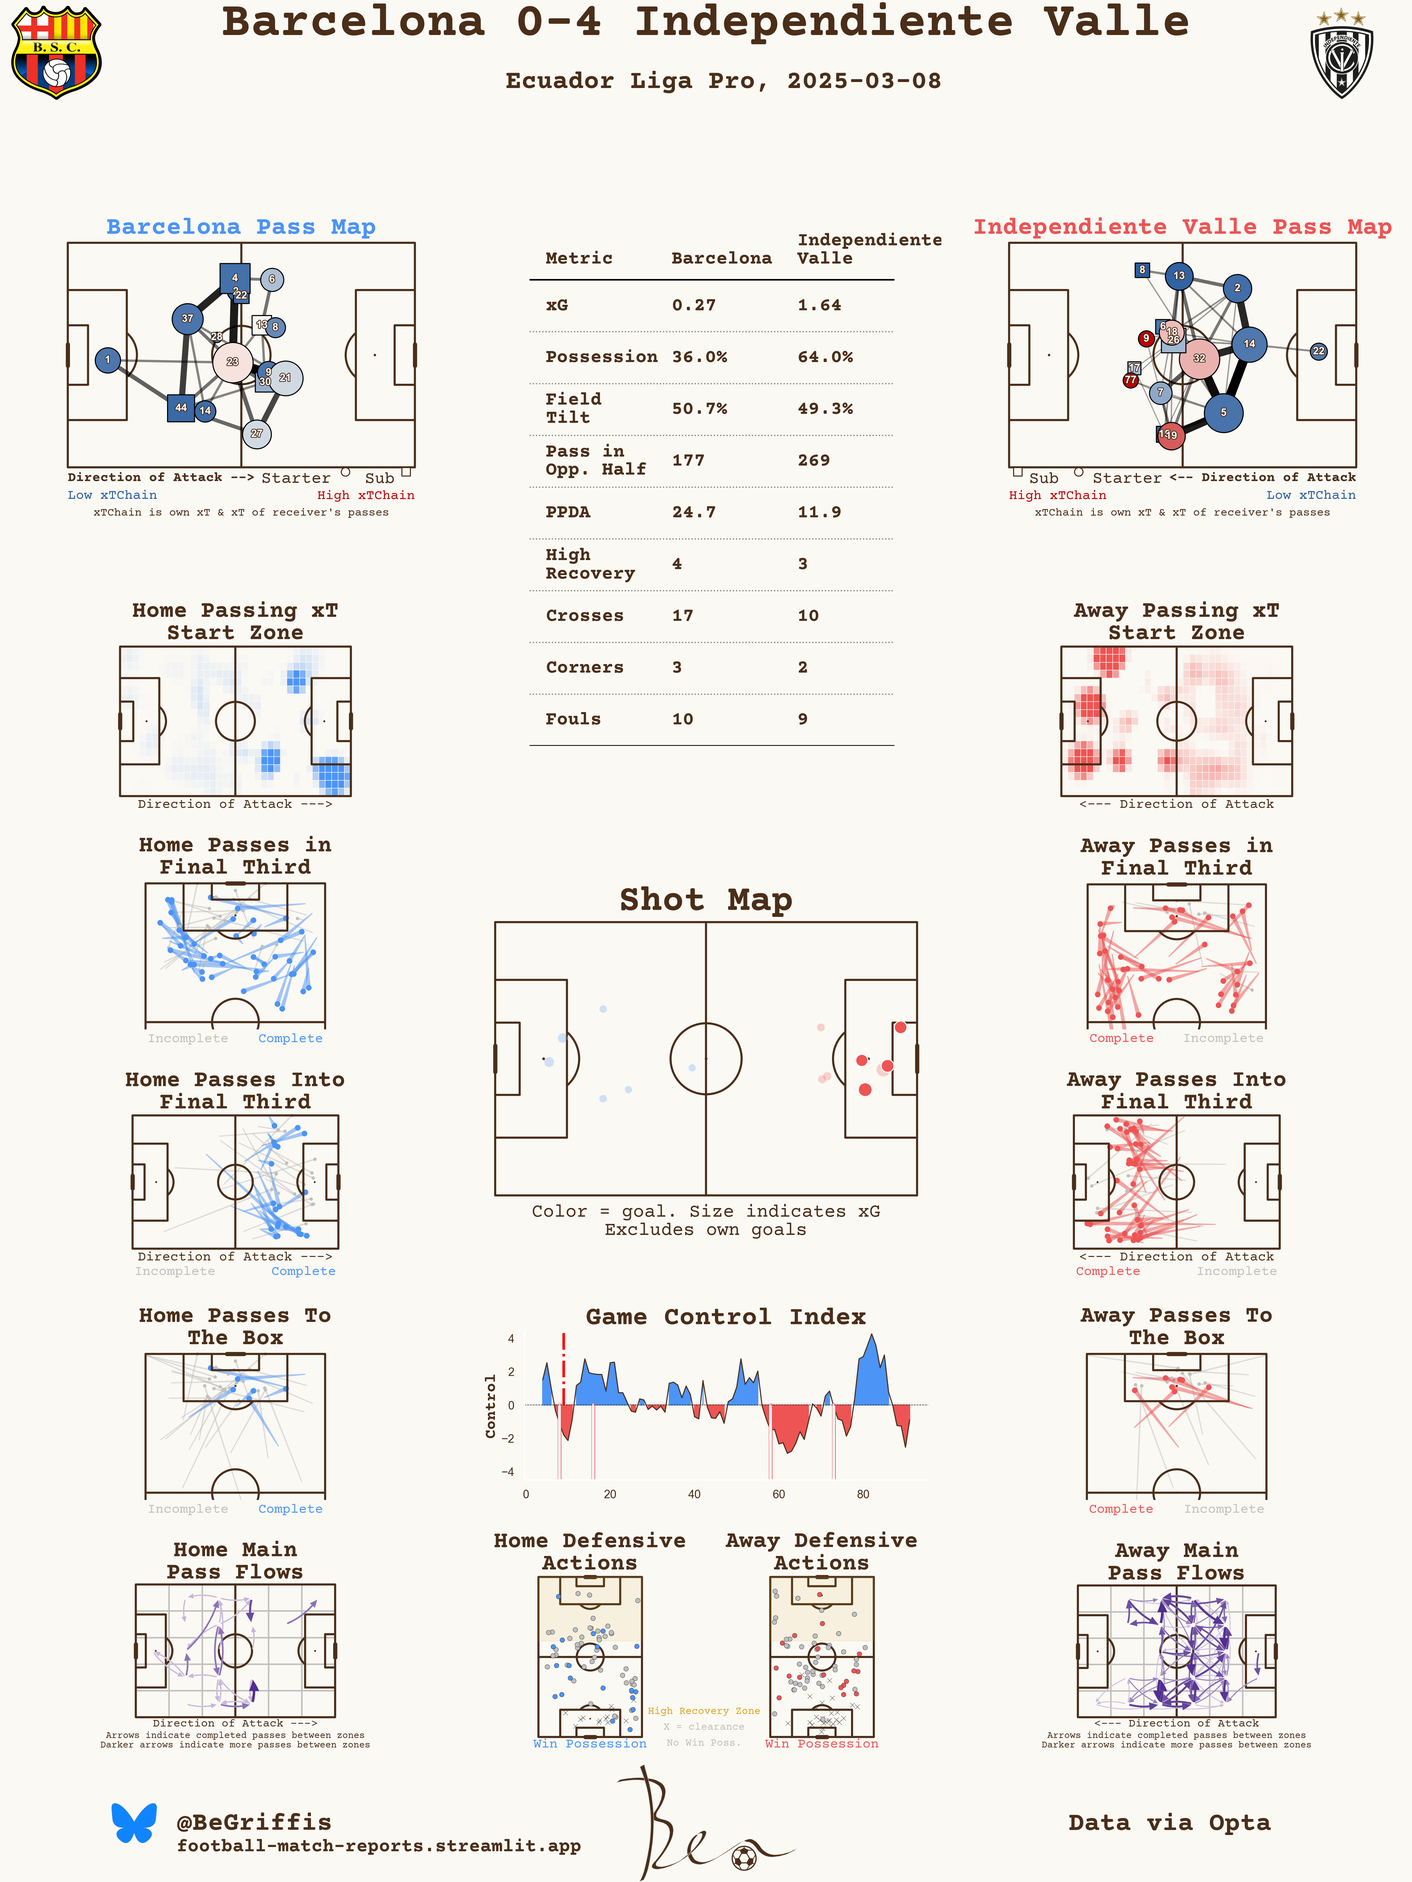 Barcelona 0-4 Independiente Valle
Ecuador Liga Pro, 2025-03-08
B. S. C.
INDEPENDIENTE
Barcelona Pass Map
4
6
22
37
13
8
28
1
23
9
30
21
44
14
27
Direction of Attack --> Starter Sub
Low xTChain High xTChain
xTChain is own xT & xT of receiver's passes
Metric Barcelona Independiente Valle
xG 0.27 1.64
Possession 36.0% 64.0%
Field Tilt 50.7% 49.3%
Pass in Opp. Half 177 269
PPDA 24.7 11.9
High Recovery 4 3
Crosses 17 10
Corners 3 2
Fouls 10 9
Independiente Valle Pass Map
8
13
2
6
18
26
9
14
22
32
17
77
7
5
19
Sub Starter <-- Direction of Attack
High xTChain Low xTChain
xTChain is own xT & xT of receiver's passes
Home Passing xT
Start Zone
Direction of Attack --->
Away Passing xT
Start Zone
<--- Direction of Attack
Home Passes in
Final Third
Incomplete Complete
Away Passes in
Final Third
Complete Incomplete
Shot Map
Color = goal. Size indicates xG
Excludes own goals
Home Passes Into
Final Third
Direction of Attack --->
Incomplete Complete
Away Passes Into
Final Third
<--- Direction of Attack
Complete Incomplete
Home Passes To
The Box
Incomplete Complete
Game Control Index
Control
4
2
0
−2
−4
0 20 40 60 80
Away Passes To
The Box
Complete Incomplete
Home Main
Pass Flows
Direction of Attack --->
Arrows indicate completed passes between zones
Darker arrows indicate more passes between zones
Home Defensive
Actions
Win Possession
High Recovery Zone
X = clearance
No Win Poss.
Away Defensive
Actions
Win Possession
Away Main
Pass Flows
<--- Direction of Attack
Arrows indicate completed passes between zones
Darker arrows indicate more passes between zones
@BeGriffis
football-match-reports.streamlit.app
Ben
Data via Opta